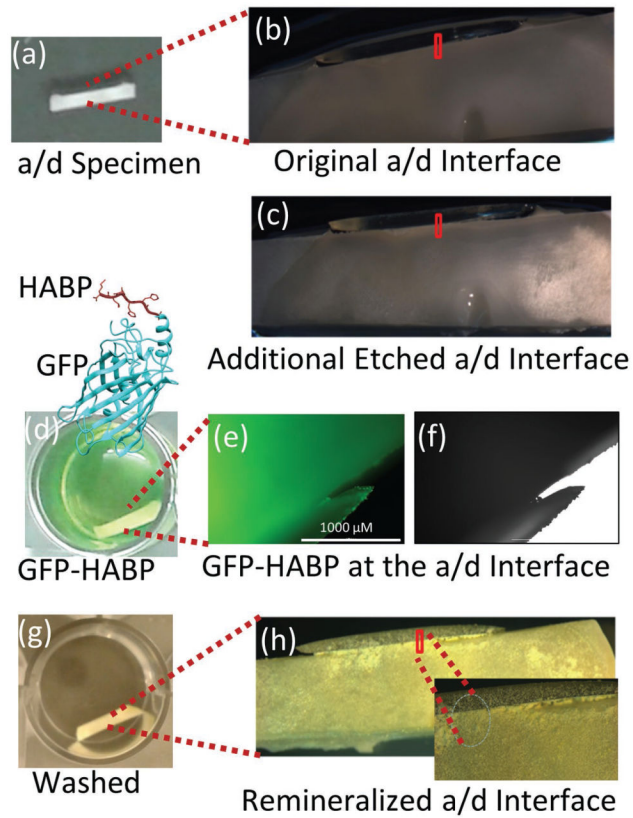 (a)
(b)
a/d Specimen
Original a/d Interface
(c)
HABP
Additional Etched a/d Interface
GFP
(d)
(e)
(f)
1000 μM
GFP-HABP
GFP-HABP at the a/d Interface
(g)
(h)
Washed
Remineralized a/d Interface